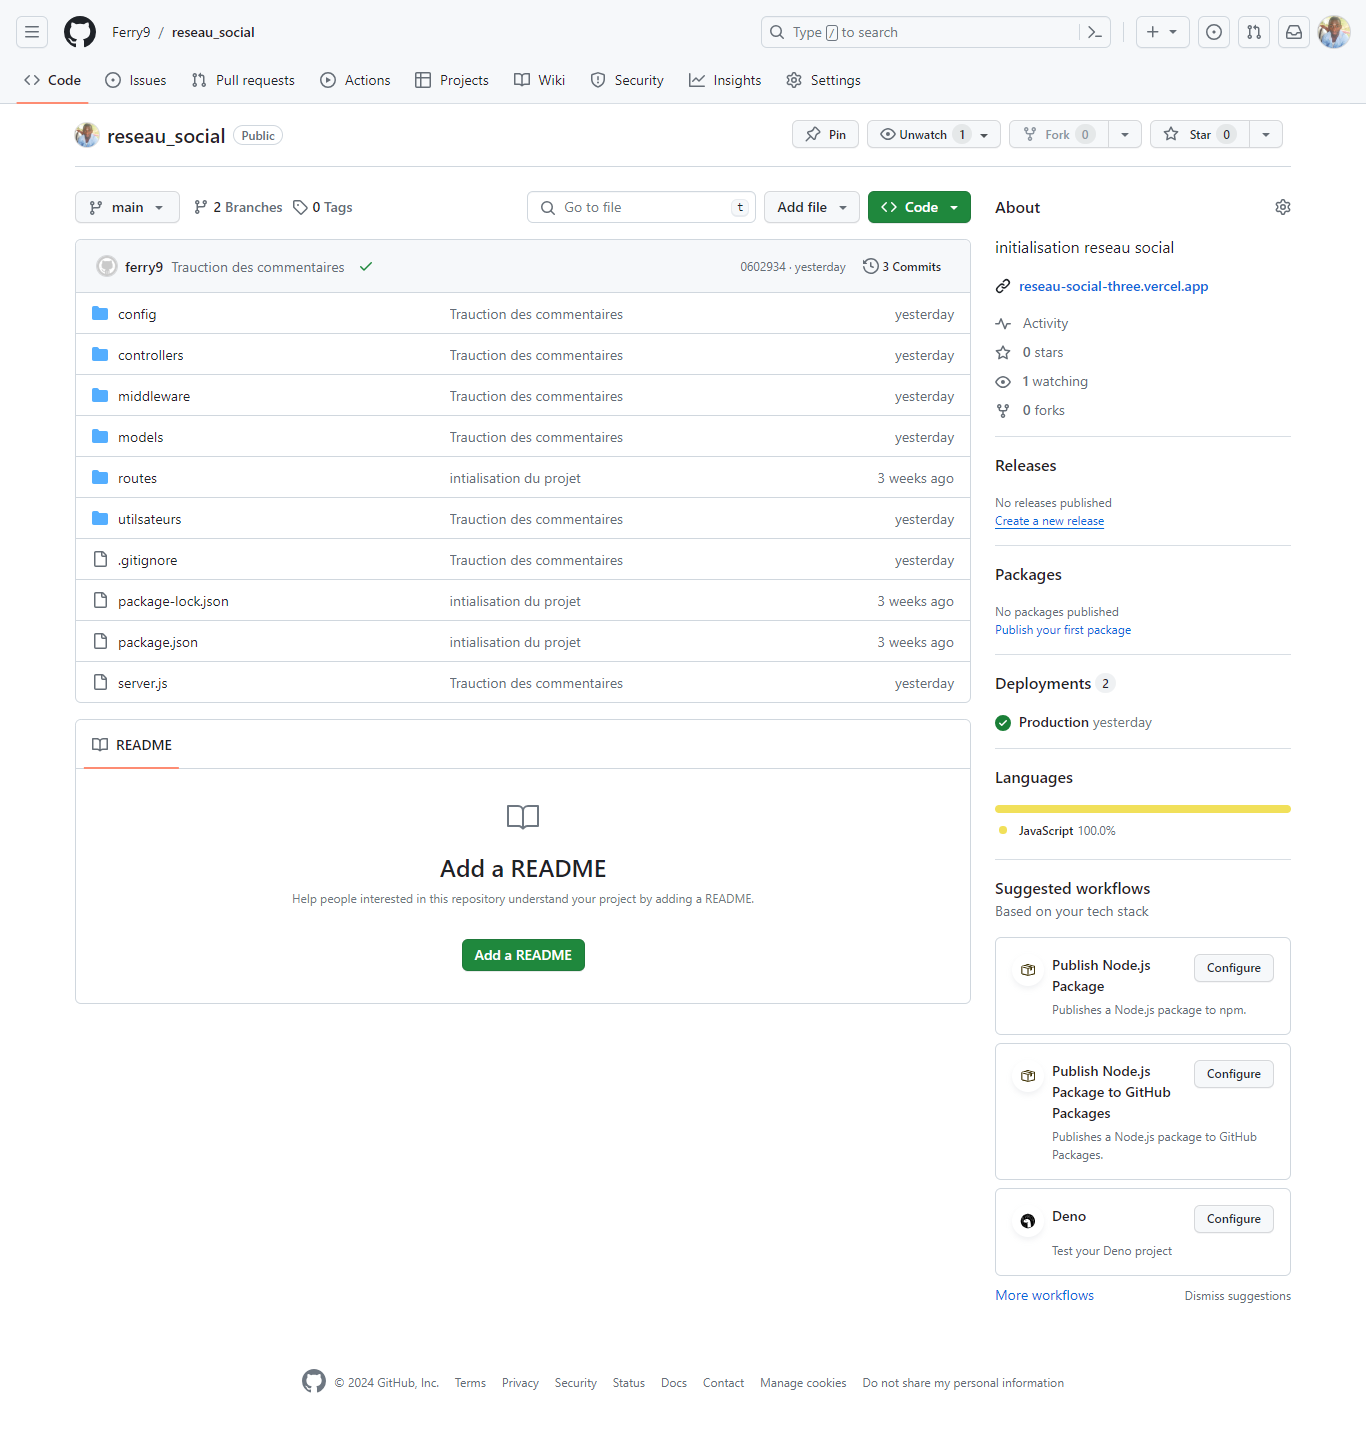 Ferry9 / reseau_social
Type / to search
Code Issues Pull requests Actions Projects Wiki Security Insights Settings
reseau_social Public
Pin Unwatch 1 Fork 0 Star 0
main 2 Branches 0 Tags Go to file t Add file Code
ferry9 Trauction des commentaires 0602934 · yesterday 3 Commits
config Trauction des commentaires yesterday
controllers Trauction des commentaires yesterday
middleware Trauction des commentaires yesterday
models Trauction des commentaires yesterday
routes intialisation du projet 3 weeks ago
utilsateurs Trauction des commentaires yesterday
.gitignore Trauction des commentaires yesterday
package-lock.json intialisation du projet 3 weeks ago
package.json intialisation du projet 3 weeks ago
server.js Trauction des commentaires yesterday
README
Add a README
Help people interested in this repository understand your project by adding a README.
Add a README
About
initialisation reseau social
reseau-social-three.vercel.app
Activity
0 stars
1 watching
0 forks
Releases
No releases published
Create a new release
Packages
No packages published
Publish your first package
Deployments 2
Production yesterday
Languages
JavaScript 100.0%
Suggested workflows
Based on your tech stack
Publish Node.js
Package
Configure
Publishes a Node.js package to npm.
Publish Node.js
Package to GitHub
Packages
Configure
Publishes a Node.js package to GitHub
Packages.
Deno
Configure
Test your Deno project
More workflows Dismiss suggestions
© 2024 GitHub, Inc. Terms Privacy Security Status Docs Contact Manage cookies Do not share my personal information